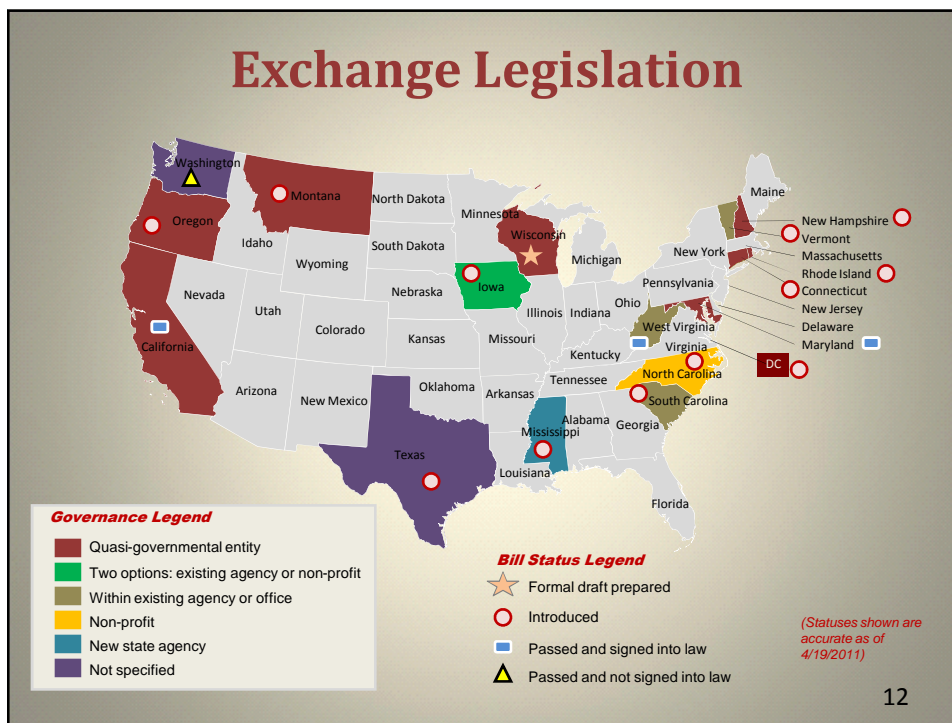 Exchange Legislation
Washington
Montana
North Dakota
Minnesota
Maine
Oregon
Idaho
Wyoming
South Dakota
Wisconsin
Michigan
New York
New Hampshire
Vermont
Massachusetts
Rhode Island
Connecticut
New Jersey
Delaware
Maryland
DC
Nevada
Utah
Colorado
Nebraska
Iowa
Illinois
Indiana
Ohio
Pennsylvania
California
Kansas
Missouri
Kentucky
West Virginia
Virginia
Arizona
New Mexico
Oklahoma
Arkansas
Tennessee
North Carolina
South Carolina
Texas
Louisiana
Mississippi
Alabama
Georgia
Florida
Governance Legend
Quasi-governmental entity
Two options: existing agency or non-profit
Within existing agency or office
Non-profit
New state agency
Not specified
Bill Status Legend
Formal draft prepared
Introduced
Passed and signed into law
Passed and not signed into law
(Statuses shown are
accurate as of
4/19/2011)
12